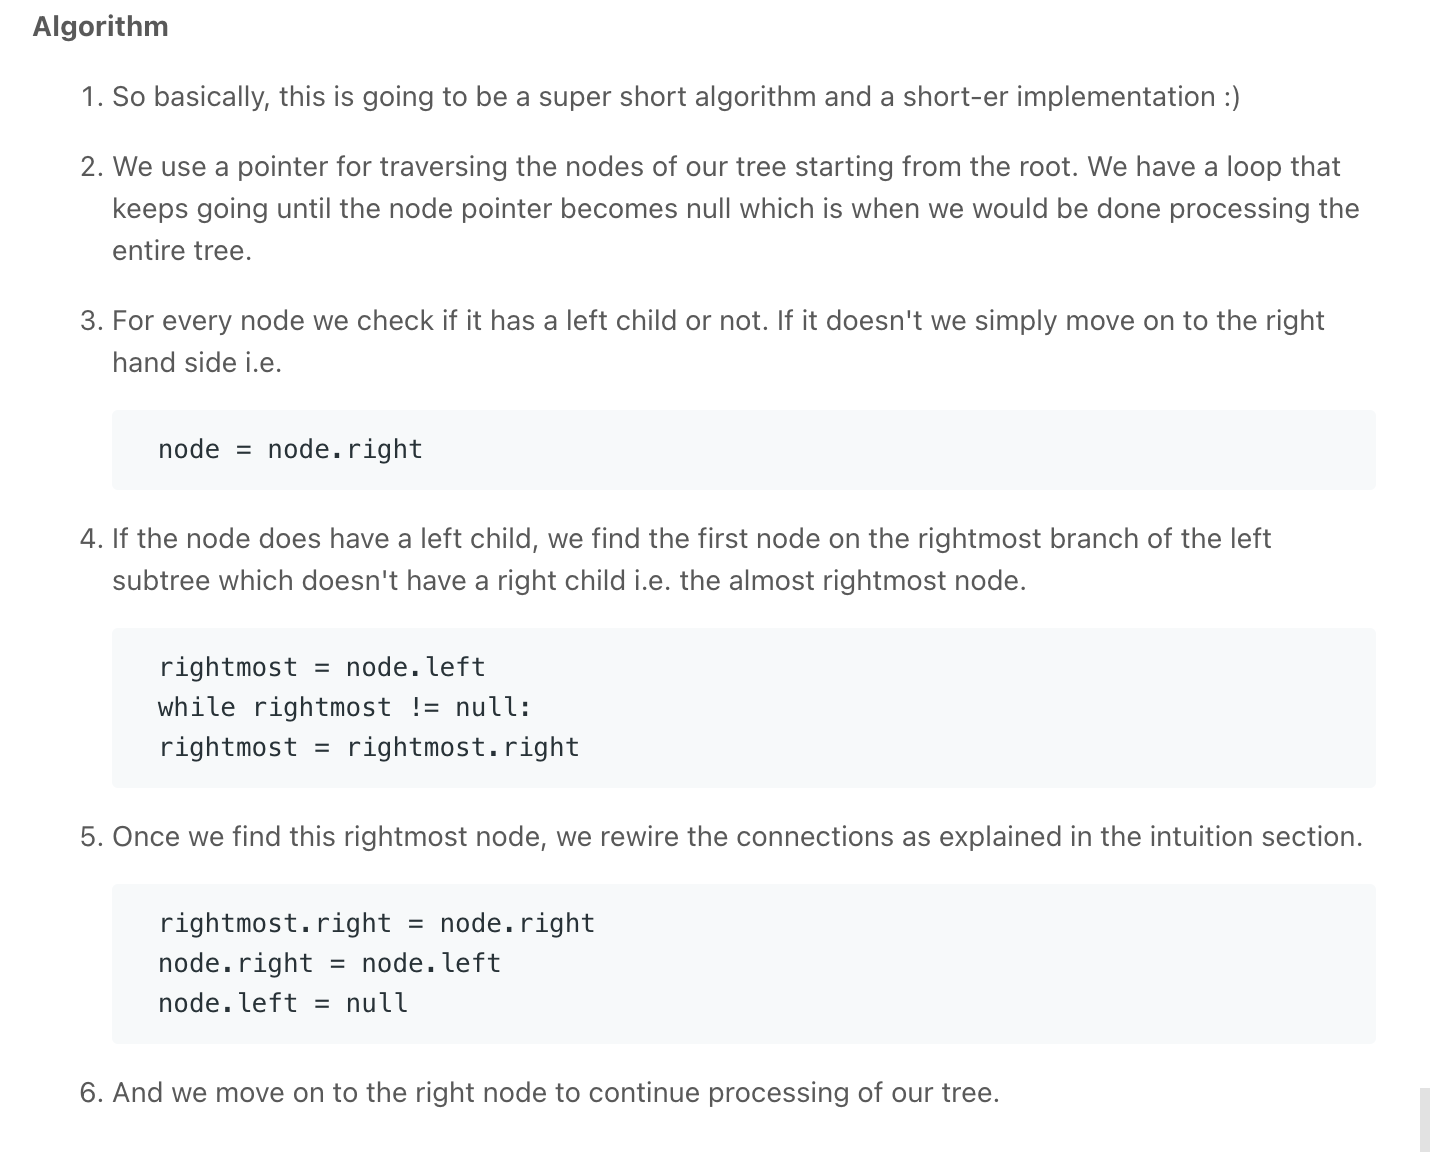 Algorithm
1. So basically, this is going to be a super short algorithm and a short-er implementation :)
2. We use a pointer for traversing the nodes of our tree starting from the root. We have a loop that
keeps going until the node pointer becomes null which is when we would be done processing the
entire tree.
3. For every node we check if it has a left child or not. If it doesn't we simply move on to the right
hand side i.e.
node = node.right
4. If the node does have a left child, we find the first node on the rightmost branch of the left
subtree which doesn't have a right child i.e. the almost rightmost node.
rightmost = node.left
while rightmost != null:
rightmost = rightmost.right
5. Once we find this rightmost node, we rewire the connections as explained in the intuition section.
rightmost.right = node.right
node.right = node.left
node.left = null
6. And we move on to the right node to continue processing of our tree.